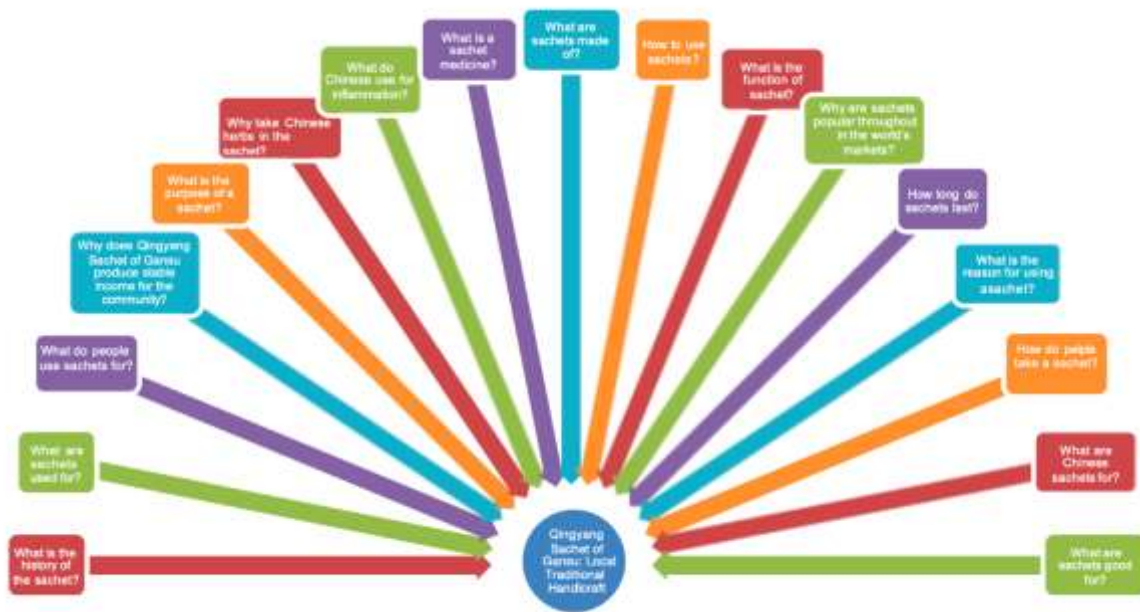 What is the
history of
the sachet?
What are
sachets
used for?
What do people
use sachets for?
Why does Qingyang
Sachet of Gansu
produce stable
income for the
community?
What is the
purpose of a
sachet?
Why take Chinese
herbs in the
sachet?
What do
Chinese use for
inflammation?
What is a
sachet
medicine?
What are
sachets made
of?
How to use
sachets?
What is the
function of
sachet?
Why are sachets
popular throughout
in the world's
markets?
How long do
sachets last?
What is the
reason for using
asachet?
How do
take a sachet?
What are
Chinese
sachets for?
What are
sachets good
for?
Qingyang
Sachet of
Gansu: Local
Traditional
Handicraft